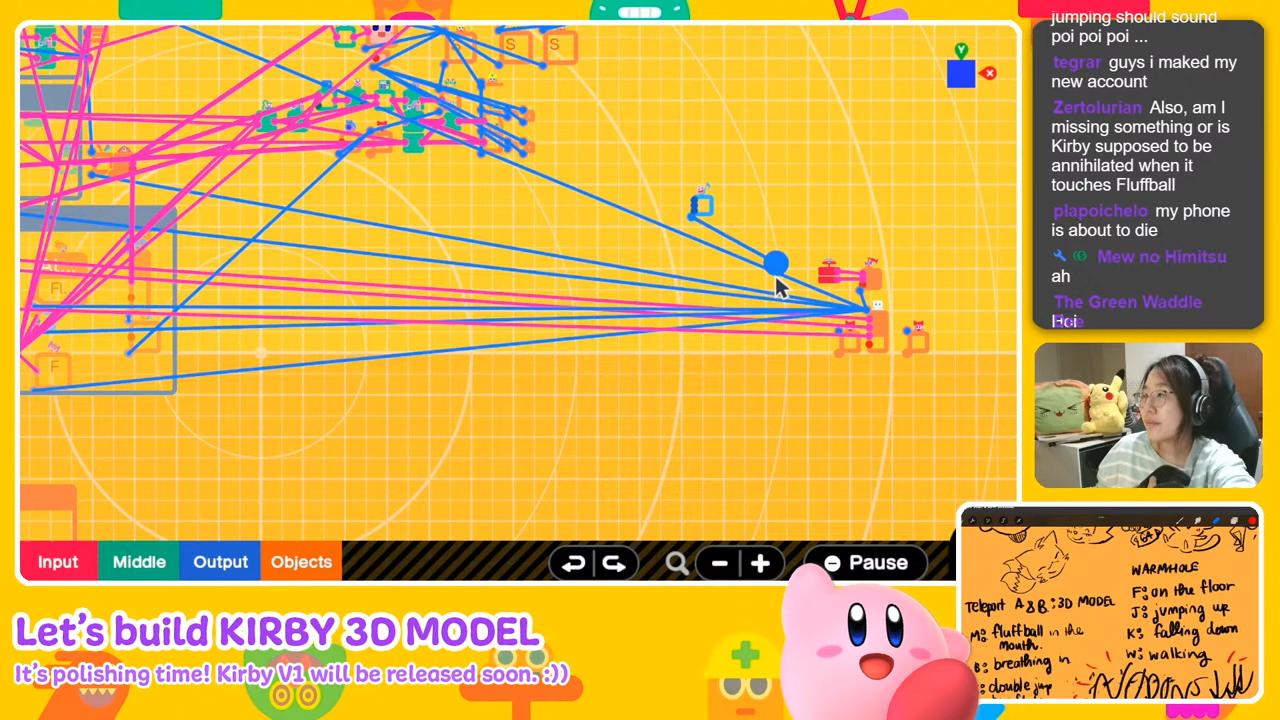 jumping should sound
poi poi poi ...
tegrar guys i maked my
new account
Zertolurian Also, am I
missing something or is
Kirby supposed to be
annihilated when it
touches Fluffball
plapoichelo my phone
is about to die
Mew no Himitsu
ah
The Green Waddle
Hoi
S
S
Y
F
Input
Middle
Output
Objects
Pause
Let's build KIRBY 3D MODEL
It's polishing time! Kirby V1 will be released soon. :))
Teleport A&B: 3D MODEL
M: fluffball in the
mouth.
B: breathing in
: double jump
WARMHOLE
F: on the floor
J: jumping up
K: falling down
W: walking